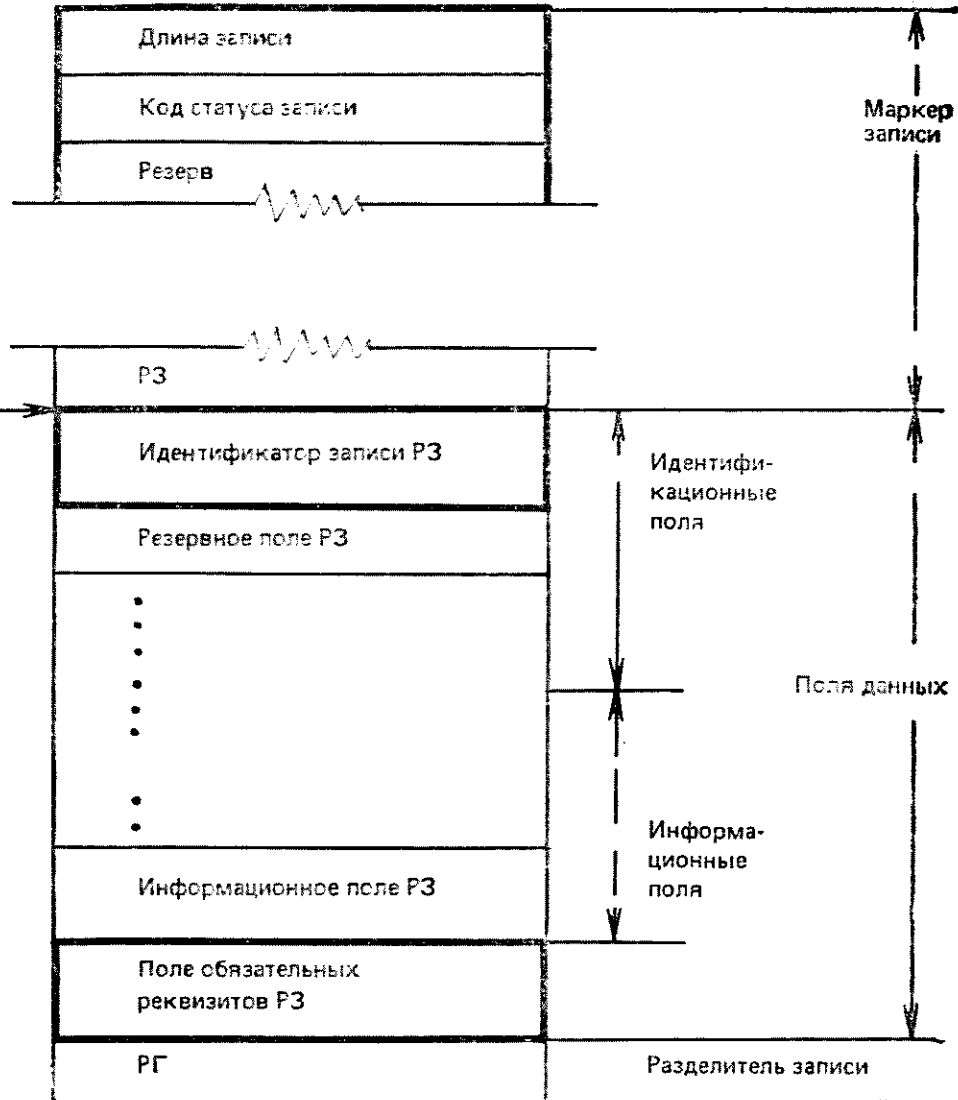 Длина записи
Код статуса записи
Маркер
записи
Резерв
РЗ
Идентификатор записи РЗ
Идентифи-
кационные
поля
Резервное поле РЗ
Поля данных
Информа-
ционные
поля
Информационное поле РЗ
Поле обязательных
реквизитов РЗ
РГ
Разделитель записи